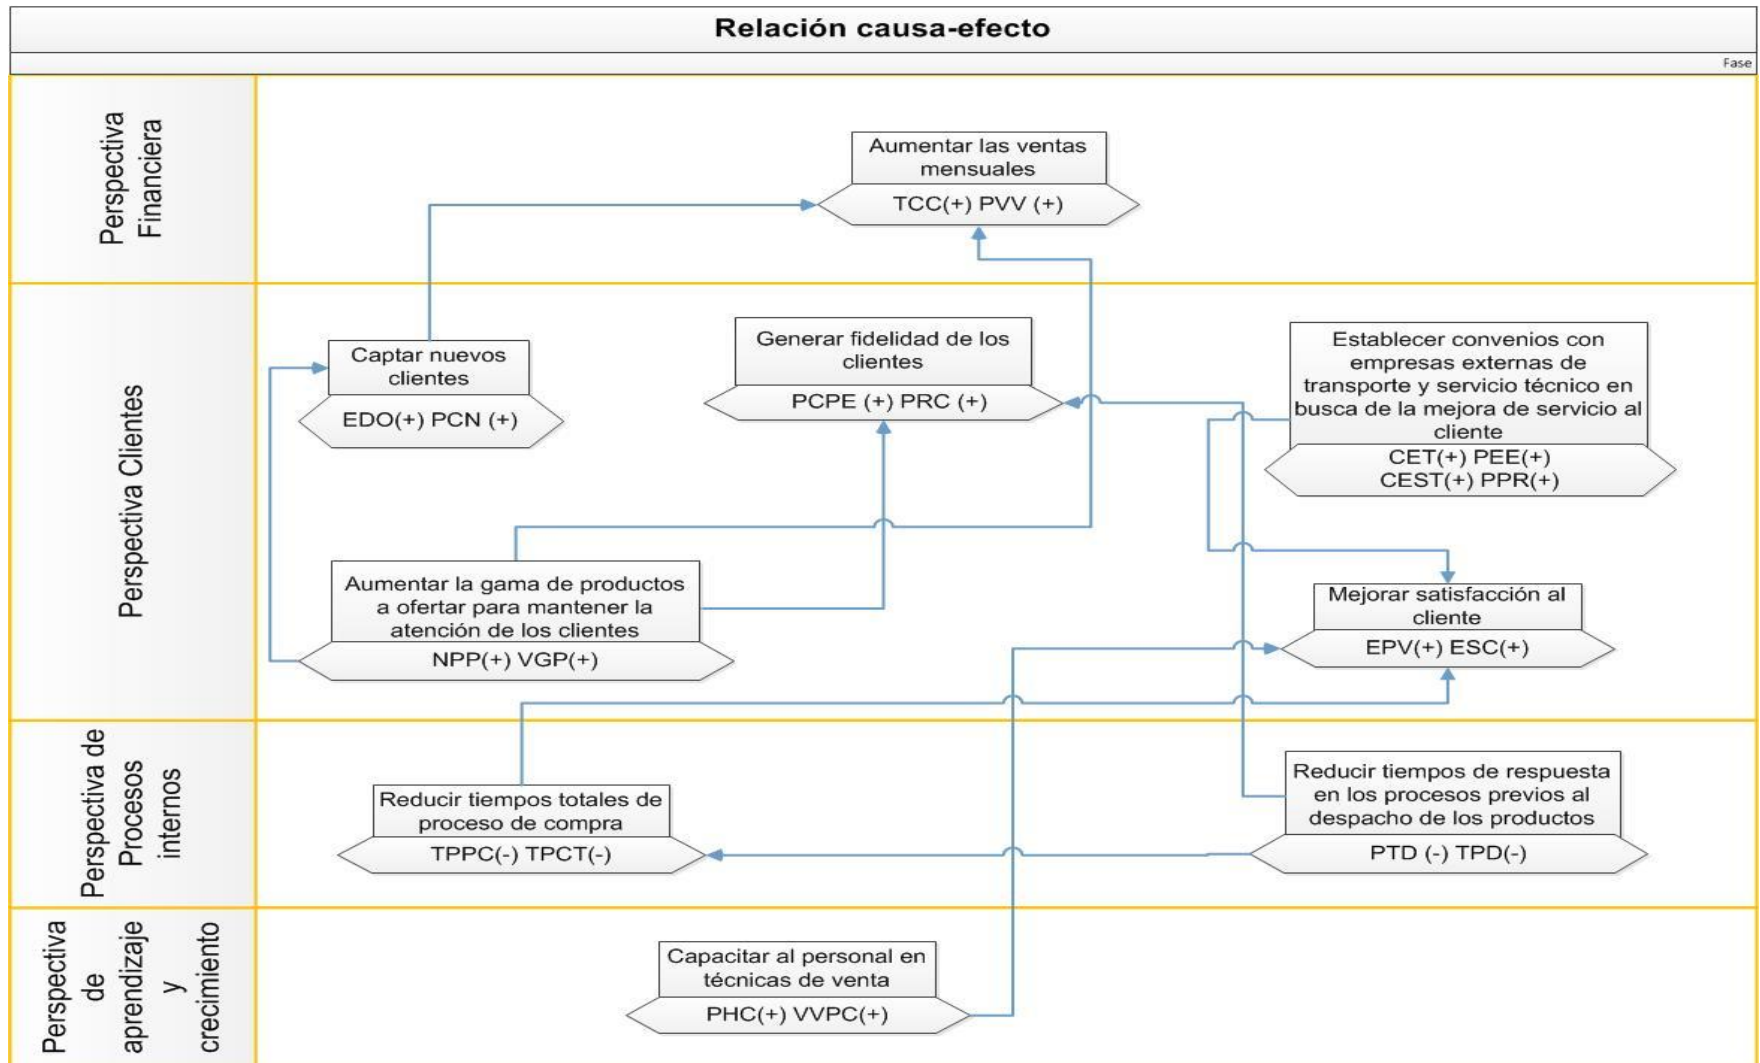 Relación causa-efecto
Fase
Perspectiva
Financiera
Aumentar las ventas
mensuales
TCC(+) PVV (+)
Perspectiva Clientes
Captar nuevos
clientes
EDO(+) PCN (+)
Generar fidelidad de los
clientes
PCPE (+) PRC (+)
Establecer convenios con
empresas externas de
transporte y servicio técnico en
busca de la mejora de servicio al
cliente
CET(+) PEE(+)
CEST(+) PPR(+)
Aumentar la gama de productos
a ofertar para mantener la
atención de los clientes
NPP(+) VGP(+)
Mejorar satisfacción al
cliente
EPV(+) ESC(+)
Perspectiva de
Procesos
internos
Reducir tiempos totales de
proceso de compra
TPPC(-) TPCT(-)
Reducir tiempos de respuesta
en los procesos previos al
despacho de los productos
PTD (-) TPD(-)
Perspectiva
de
aprendizaje
y
crecimiento
Capacitar al personal en
técnicas de venta
PHC(+) VVPC(+)